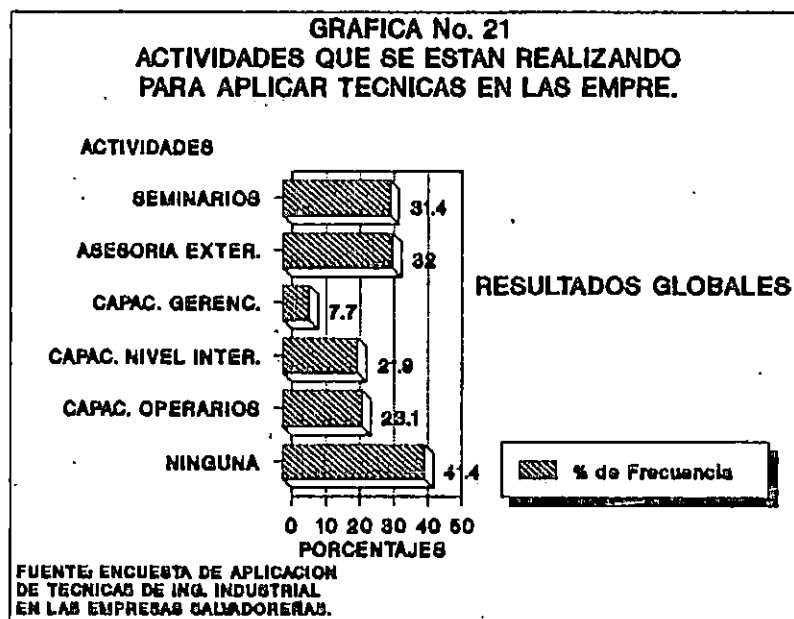 GRAFICA No. 21
ACTIVIDADES QUE SE ESTAN REALIZANDO
PARA APLICAR TECNICAS EN LAS EMPRE.
ACTIVIDADES
SEMINARIOS
31.4
ASESORIA EXTER.
32
CAPAC. GERENC.
7.7
CAPAC. NIVEL INTER.
21.9
CAPAC. OPERARIOS
23.1
NINGUNA
41.4
RESULTADOS GLOBALES
% de Frecuencia
0 10 20 30 40 50
PORCENTAJES
FUENTE: ENCUESTA DE APLICACION
DE TECNICAS DE ING. INDUSTRIAL
EN LAS EMPRESAS SALVADOREÑAS.